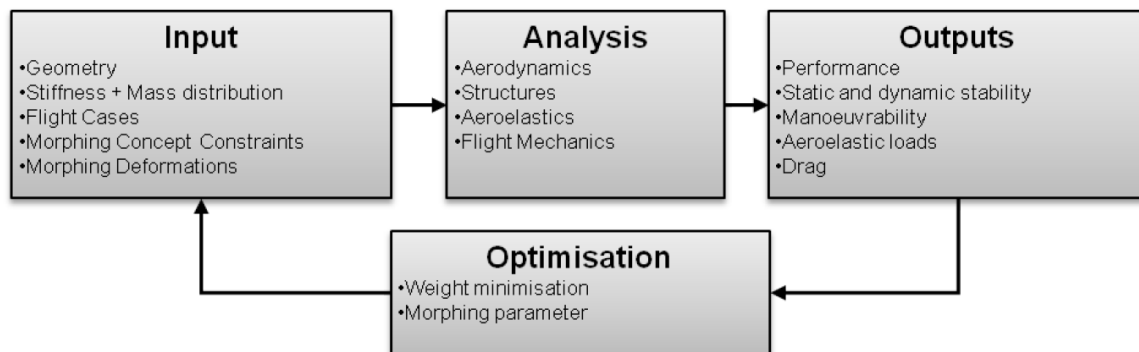 Input
•Geometry
•Stiffness + Mass distribution
•Flight Cases
•Morphing Concept Constraints
•Morphing Deformations
Analysis
•Aerodynamics
•Structures
•Aeroelastics
•Flight Mechanics
Outputs
•Performance
•Static and dynamic stability
•Manoeuvrability
•Aeroelastic loads
•Drag
Optimisation
•Weight minimisation
•Morphing parameter